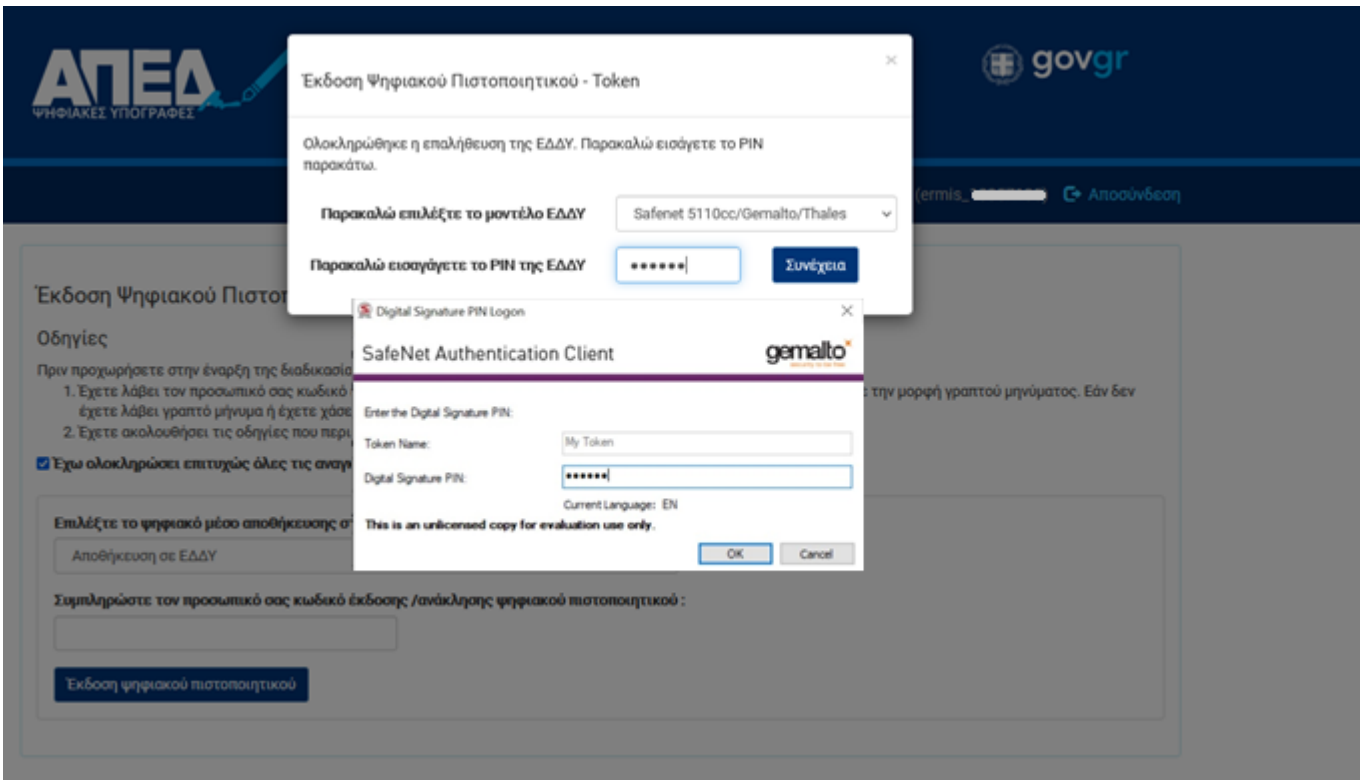 ΑΠΕΔ
ΨΗΦΙΑΚΕΣ ΥΠΟΓΡΑΦΕΣ
govgr
(ermis_
Αποσύνδεση
Έκδοση Ψηφιακού Πιστοποιητικού - Token
×
Ολοκληρώθηκε η επαλήθευση της ΕΔΔΥ. Παρακαλώ εισάγετε το PIN
παρακάτω.
Παρακαλώ επιλέξτε το μοντέλο ΕΔΔΥ
Safenet 5110cc/Gemalto/Thales
Παρακαλώ εισαγάγετε το PIN της ΕΔΔΥ
••••••
Συνέχεια
Digital Signature PIN Logon
SafeNet Authentication Client
gemalto
security to be free
Enter the Digital Signature PIN:
Token Name:
My Token
Digital Signature PIN:
••••••
Current Language: EN
This is an unlicensed copy for evaluation use only.
OK
Cancel
Έκδοση Ψηφιακού
Οδηγίες
Πριν προχωρήσετε στην έναρξη της
1. Έχετε λάβει τον προσωπικό σας κωδικό
την μορφή γραπτού μηνύματος. Εάν δεν
έχετε λάβει γραπτό μήνυμα ή έχετε
2. Έχετε ακολουθήσει τις οδηγίες που
Έχω ολοκληρώσει επιτυχώς όλες τις
Επιλέξτε το ψηφιακό μέσο αποθήκευσης
Αποθήκευση σε ΕΔΔΥ
Συμπληρώστε τον προσωπικό σας κωδικό έκδοσης /ανάκλησης ψηφιακού πιστοποιητικού :
Έκδοση ψηφιακού πιστοποιητικού